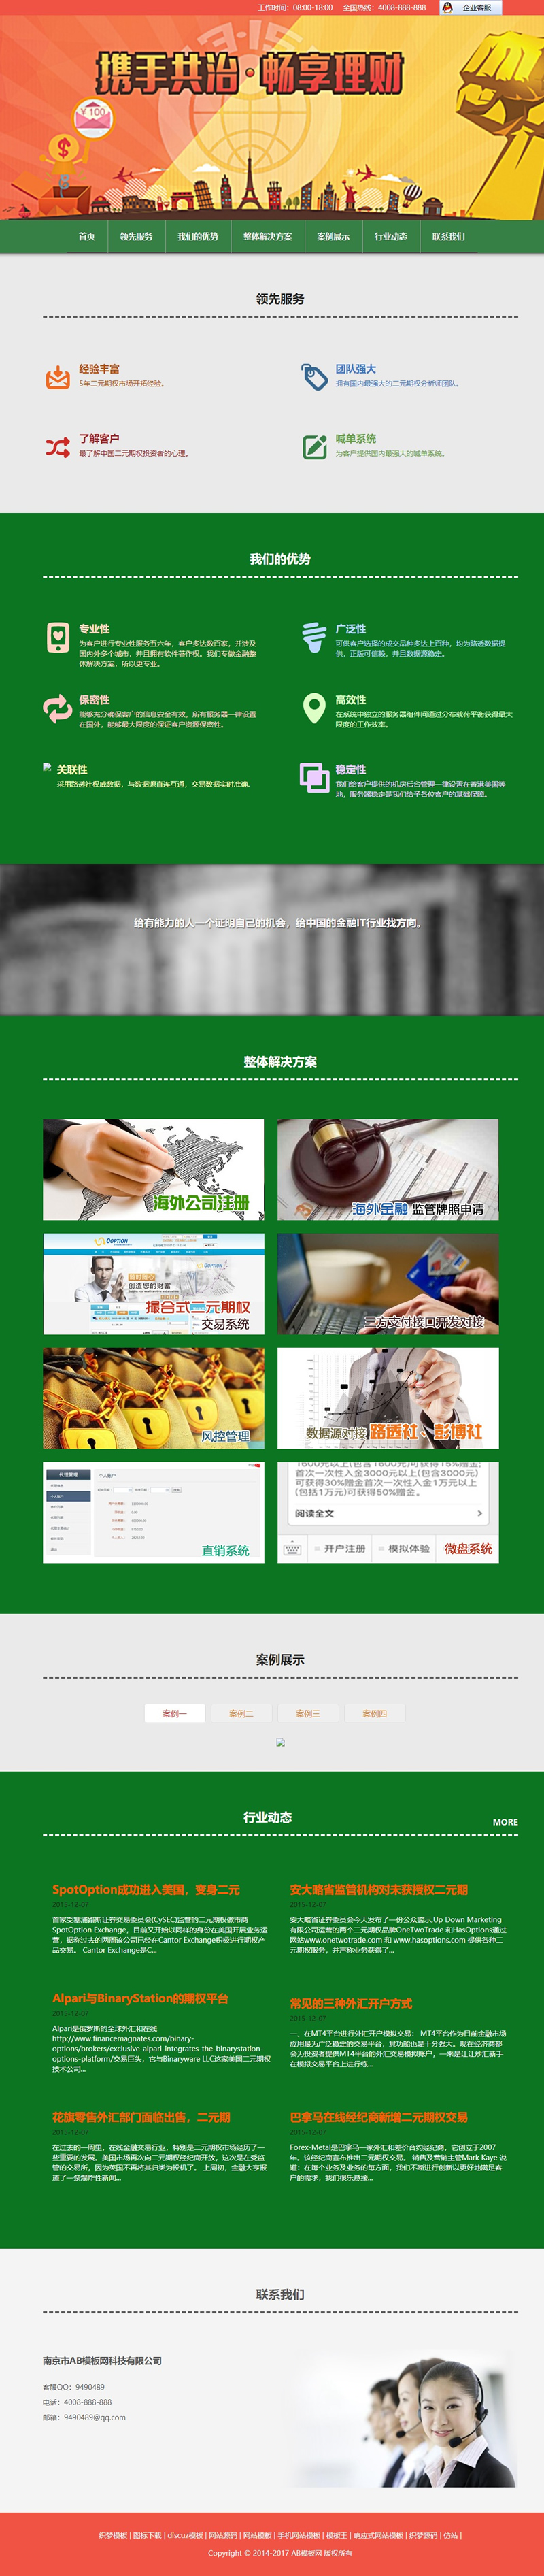 工作时间：08:00-18:00 全国热线：4008-888-888 企业客服
3·15
携手共治·畅享理财
¥100
首页 领先服务 我们的优势 整体解决方案 案例展示 行业动态 联系我们
领先服务
经验丰富
5年二元期权市场开拓经验。
团队强大
拥有国内最强大的二元期权分析师团队。
了解客户
最了解中国二元期权投资者的心理。
喊单系统
为客户提供国内最强大的喊单系统。
我们的优势
专业性
为客户进行专业性服务五六年，客户多达数百家，并涉及
国内外多个城市，并且拥有软件著作权。我们专做金融整
体解决方案，所以更专业。
广泛性
可供客户选择的成交品种多达上百种，均为路透数据提
供，正版可信赖，并且数据源稳定。
保密性
能够充分确保客户的信息安全有效，所有服务器一律设置
在国外，能够最大限度的保证客户资源保密性。
高效性
在系统中独立的服务器组件间通过分布载荷平衡获得最大
限度的工作效率。
关联性
采用路透社权威数据，与数据源直连互通，交易数据实时准确.
稳定性
我们给客户提供的机房后台管理一律设置在香港美国等
地，服务器稳定是我们给予各位客户的基础保障。
给有能力的人一个证明自己的机会，给中国的金融IT行业找方向。
整体解决方案
海外公司注册
海外金融 监管牌照申请
OOPTION
创造您的财富
撮合式二元期权
交易系统
三方支付接口开发对接
风控管理
数据源对接 路透社、彭博社
代理管理
个人账户
直销系统
1600元以上(包含1600元)可获得15%赠金;
首次一次性入金3000元以上(包含3000元)
可得30%赠金;首次一次性入金1万元以上
(包括1万元)可获得50%赠金。
阅读全文
开户注册 模拟体验 微盘系统
案例展示
案例一 案例二 案例三 案例四
行业动态
MORE
SpotOption成功进入美国，变身二元
2015-12-07
首家受塞浦路斯证券交易委员会(CySEC)监管的二元期权做市商
SpotOption Exchange，目前又开始以同样的身份在美国开展业务运
营，据称过去的两周该公司已经在Cantor Exchange积极进行期权产
品交易。 Cantor Exchange是C...
安大略省监管机构对未获授权二元期
2015-12-07
安大略省证券委员会今天发布了一份公众警示,Up Down Marketing
有限公司运营的两个二元期权品牌OneTwoTrade 和HasOptions通过
网站www.onetwotrade.com 和 www.hasoptions.com 提供各种二
元期权服务，并声称业务获得了...
Alpari与BinaryStation的期权平台
2015-12-07
Alpari是俄罗斯的全球外汇和在线
http://www.financemagnates.com/binary-
options/brokers/exclusive-alpari-integrates-the-binarystation-
options-platform/交易巨头，它与Binaryware LLC这家美国二元期权
技术公司...
常见的三种外汇开户方式
2015-12-07
一、在MT4平台进行外汇开户模拟交易： MT4平台作为目前金融市场
应用最为广泛稳定的交易平台，其功能也是十分强大。现在经济商都
会为投资者提供MT4平台的外汇交易模拟账户，一来是让让炒汇新手
在模拟交易平台上进行练...
花旗零售外汇部门面临出售，二元期
2015-12-07
在过去的一周里，在线金融交易行业，特别是二元期权市场经历了一
些重要的发展。美国市场再次向二元期权经纪商开放，这次是在受监
管的交易所，因为英国不再将其归类为投机了。 上周初，金融大亨报
道了一条爆炸性新闻...
巴拿马在线经纪商新增二元期权交易
2015-12-07
Forex-Metal是巴拿马一家外汇和差价合约经纪商，它创立于2007
年。该经纪商宣布推出二元期权交易。 销售及营销主管Mark Kaye 说
道：在每个业务及业务的每方面，我们不断进行创新以更好地满足客
户的需求，我们很乐意接...
联系我们
南京市AB模板网科技有限公司
客服QQ：9490489
电话：4008-888-888
邮箱：9490489@qq.com
织梦模板 | 图标下载 | discuz模板 | 网站源码 | 网站模板 | 手机网站模板 | 模板王 | 响应式网站模板 | 织梦源码 | 仿站 |
Copyright © 2014-2017 AB模板网 版权所有